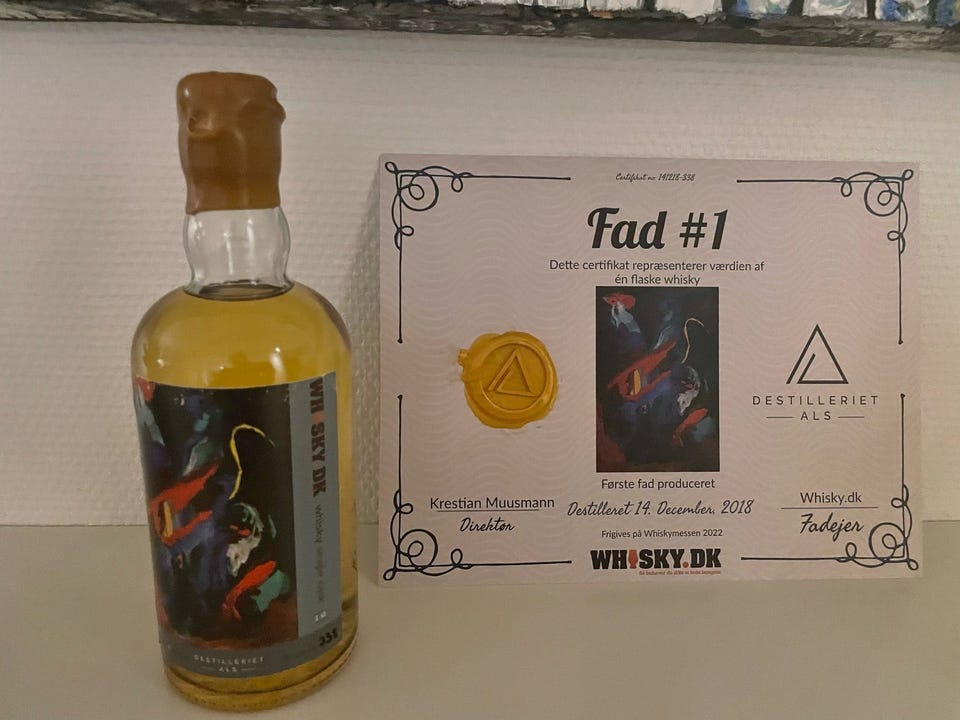 WHISKY DK
338
DESTILLERIET
ALS
Certifikat no. 141218-338
Fad #1
Dette certifikat repræsenterer værdien af
én flaske whisky
DESTILLERIET
ALS
Første fad produceret
Krestian Muusmann
Direktør
Destilleret 14. December, 2018
Whisky.dk
Fadejer
Frigives på Whiskymessen 2022
WHISKY.DK